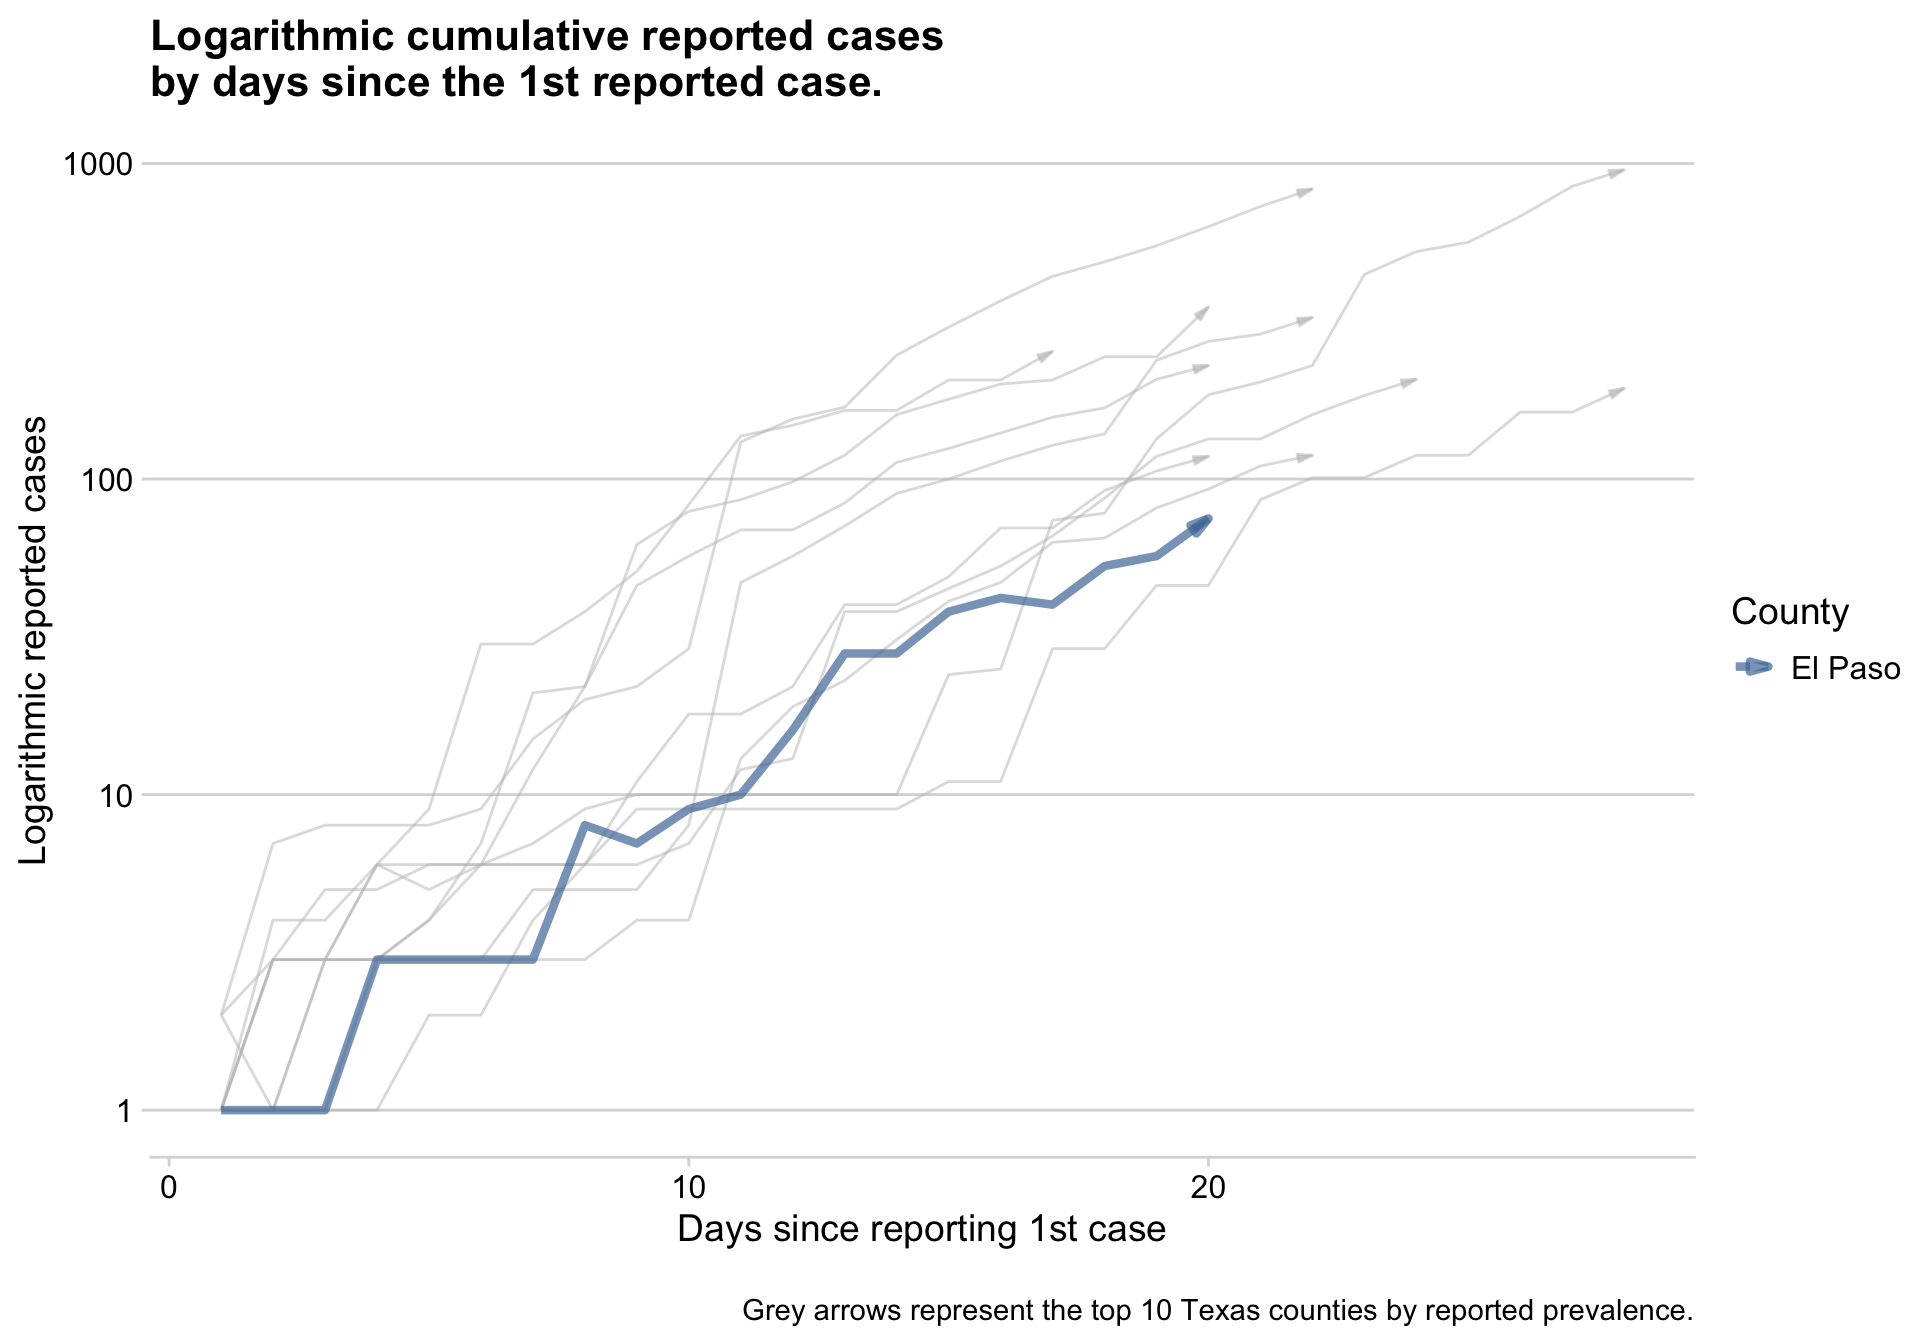 Logarithmic cumulative reported cases
by days since the 1st reported case.
1000
100
10
1
Logarithmic reported cases
0
10
20
Days since reporting 1st case
County
El Paso
Grey arrows represent the top 10 Texas counties by reported prevalence.